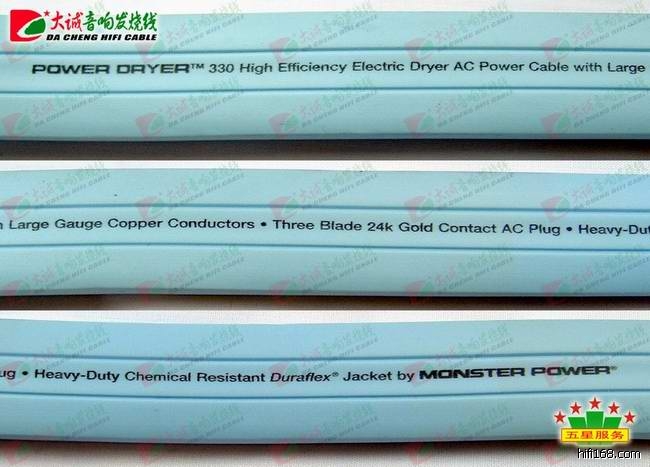 大诚音响发烧线
DA CHENG HIFI CABLE
POWER DRYER™ 330 High Efficiency Electric Dryer AC Power Cable with Large
Large Gauge Copper Conductors • Three Blade 24k Gold Contact AC Plug • Heavy-Dut
ug • Heavy-Duty Chemical Resistant Duraflex® Jacket by MONSTER POWER®
五星服务
hifi168.com